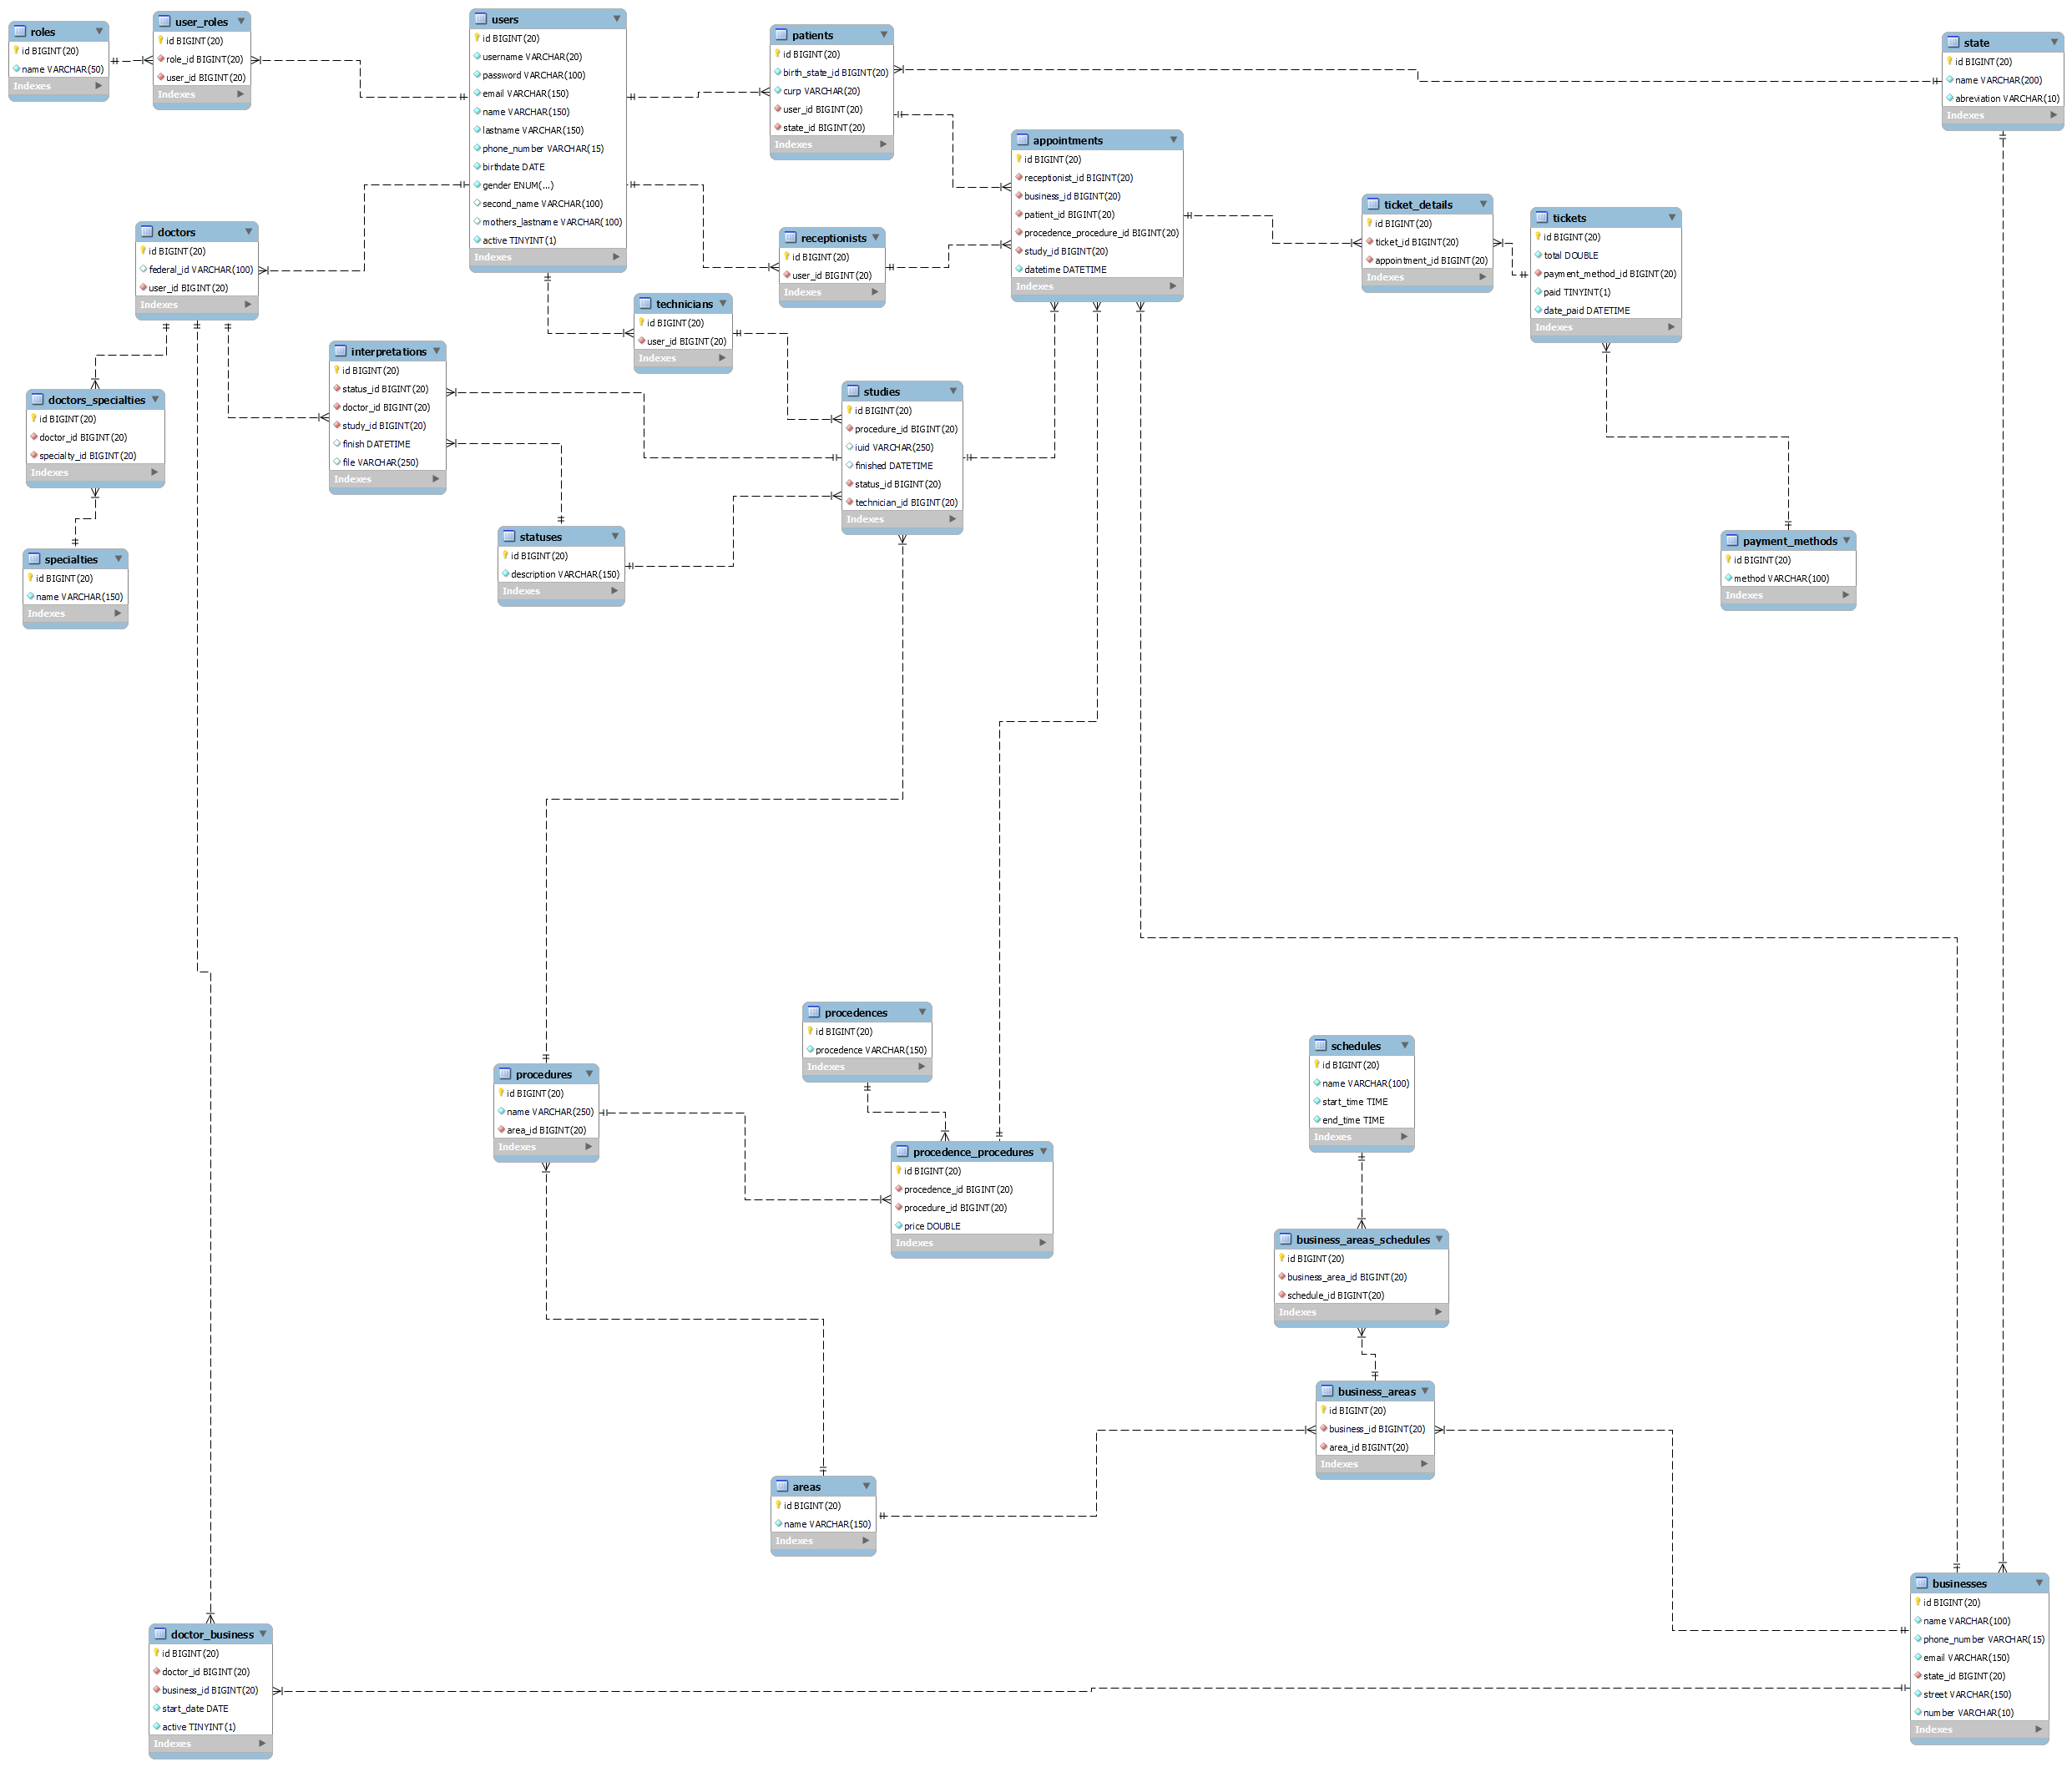 roles
id BIGINT(20)
name VARCHAR(50)
Indexes
user_roles
id BIGINT(20)
role_id BIGINT(20)
user_id BIGINT(20)
Indexes
users
id BIGINT(20)
username VARCHAR(20)
password VARCHAR(100)
email VARCHAR(150)
name VARCHAR(150)
lastname VARCHAR(150)
phone_number VARCHAR(15)
birthdate DATE
gender ENUM(...)
second_name VARCHAR(100)
mothers_lastname VARCHAR(100)
active TINYINT(1)
Indexes
patients
id BIGINT(20)
birth_state_id BIGINT(20)
curp VARCHAR(20)
user_id BIGINT(20)
state_id BIGINT(20)
Indexes
state
id BIGINT(20)
name VARCHAR(200)
abreviation VARCHAR(10)
Indexes
appointments
id BIGINT(20)
receptionist_id BIGINT(20)
business_id BIGINT(20)
patient_id BIGINT(20)
procedence_procedure_id BIGINT(20)
study_id BIGINT(20)
datetime DATETIME
Indexes
ticket_details
id BIGINT(20)
ticket_id BIGINT(20)
appointment_id BIGINT(20)
Indexes
tickets
id BIGINT(20)
total DOUBLE
payment_method_id BIGINT(20)
paid TINYINT(1)
date_paid DATETIME
Indexes
doctors
id BIGINT(20)
federal_id VARCHAR(100)
user_id BIGINT(20)
Indexes
receptionists
id BIGINT(20)
user_id BIGINT(20)
Indexes
technicians
id BIGINT(20)
user_id BIGINT(20)
Indexes
interpretations
id BIGINT(20)
status_id BIGINT(20)
doctor_id BIGINT(20)
study_id BIGINT(20)
finish DATETIME
file VARCHAR(250)
Indexes
doctors_specialties
id BIGINT(20)
doctor_id BIGINT(20)
specialty_id BIGINT(20)
Indexes
studies
id BIGINT(20)
procedure_id BIGINT(20)
iuid VARCHAR(250)
finished DATETIME
status_id BIGINT(20)
technician_id BIGINT(20)
Indexes
statuses
id BIGINT(20)
description VARCHAR(150)
Indexes
specialties
id BIGINT(20)
name VARCHAR(150)
Indexes
payment_methods
id BIGINT(20)
method VARCHAR(100)
Indexes
procedences
id BIGINT(20)
procedence VARCHAR(150)
Indexes
schedules
id BIGINT(20)
name VARCHAR(100)
start_time TIME
end_time TIME
Indexes
procedures
id BIGINT(20)
name VARCHAR(250)
area_id BIGINT(20)
Indexes
procedence_procedures
id BIGINT(20)
procedence_id BIGINT(20)
procedure_id BIGINT(20)
price DOUBLE
Indexes
business_areas_schedules
id BIGINT(20)
business_area_id BIGINT(20)
schedule_id BIGINT(20)
Indexes
business_areas
id BIGINT(20)
business_id BIGINT(20)
area_id BIGINT(20)
Indexes
areas
id BIGINT(20)
name VARCHAR(150)
Indexes
businesses
id BIGINT(20)
name VARCHAR(100)
phone_number VARCHAR(15)
email VARCHAR(150)
state_id BIGINT(20)
street VARCHAR(150)
number VARCHAR(10)
Indexes
doctor_business
id BIGINT(20)
doctor_id BIGINT(20)
business_id BIGINT(20)
start_date DATE
active TINYINT(1)
Indexes